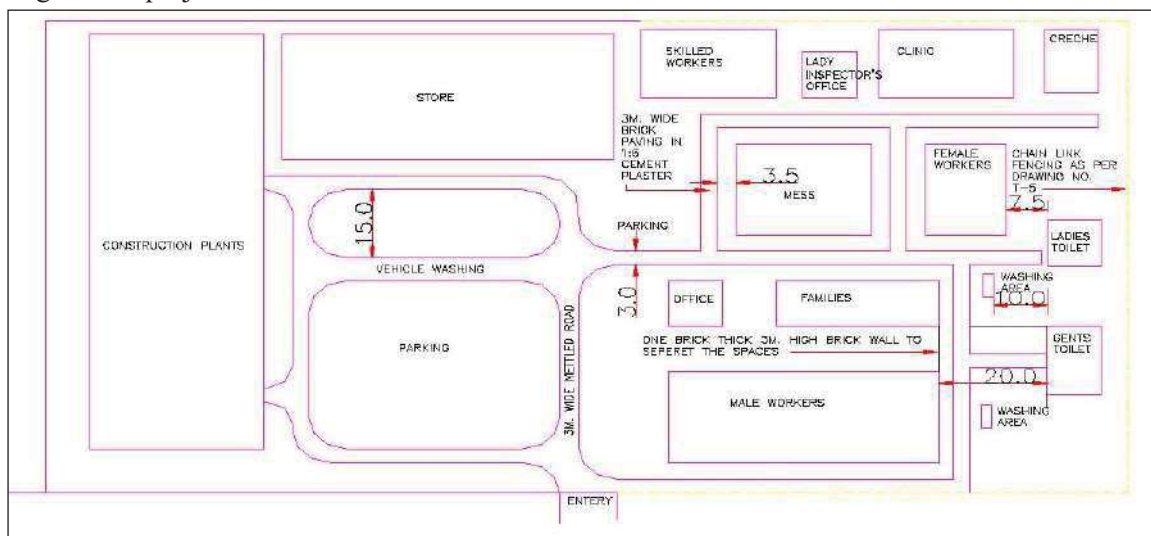 SKILLED
WORKERS
LADY
INSPECTOR'S
OFFICE
CLINIC
CRECHE
STORE
3M. WIDE
BRICK
PAVING IN
1:6
CEMENT
PLASTER
3.5
MESS
FEMALE
WORKERS
CHAIN LINK
FENCING AS PER
DRAWING NO.
T-5
7.5
CONSTRUCTION PLANTS
15.0
VEHICLE WASHING
PARKING
LADIES
TOILET
3.0
OFFICE
FAMILIES
WASHING
AREA
10.0
PARKING
3M. WIDE METTLED ROAD
ONE BRICK THICK 3M. HIGH BRICK WALL TO
SEPERET THE SPACES
GENTS
TOILET
20.0
MALE WORKERS
WASHING
AREA
ENTERY